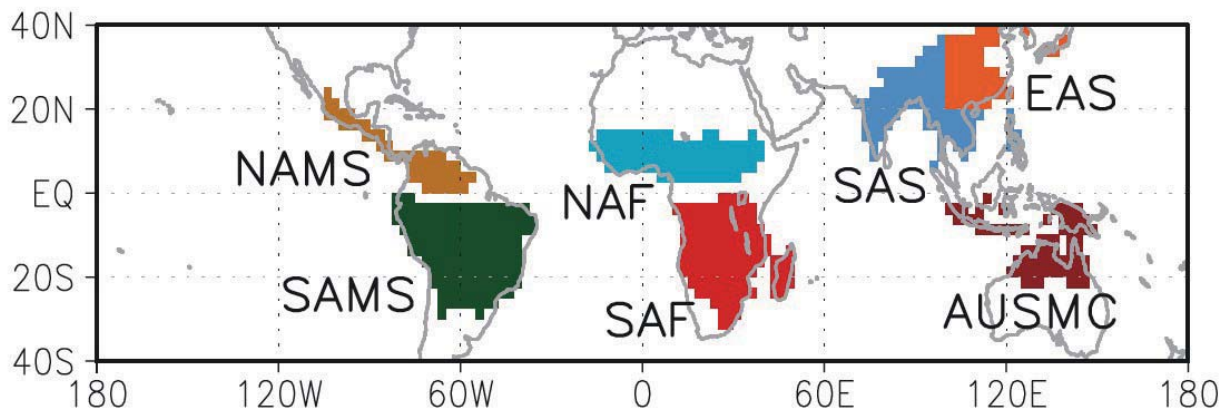 40N
20N
EQ
20S
40S
180 120W 60W 0 60E 120E 180
NAMS
SAMS
NAF
SAF
SAS
EAS
AUSMC